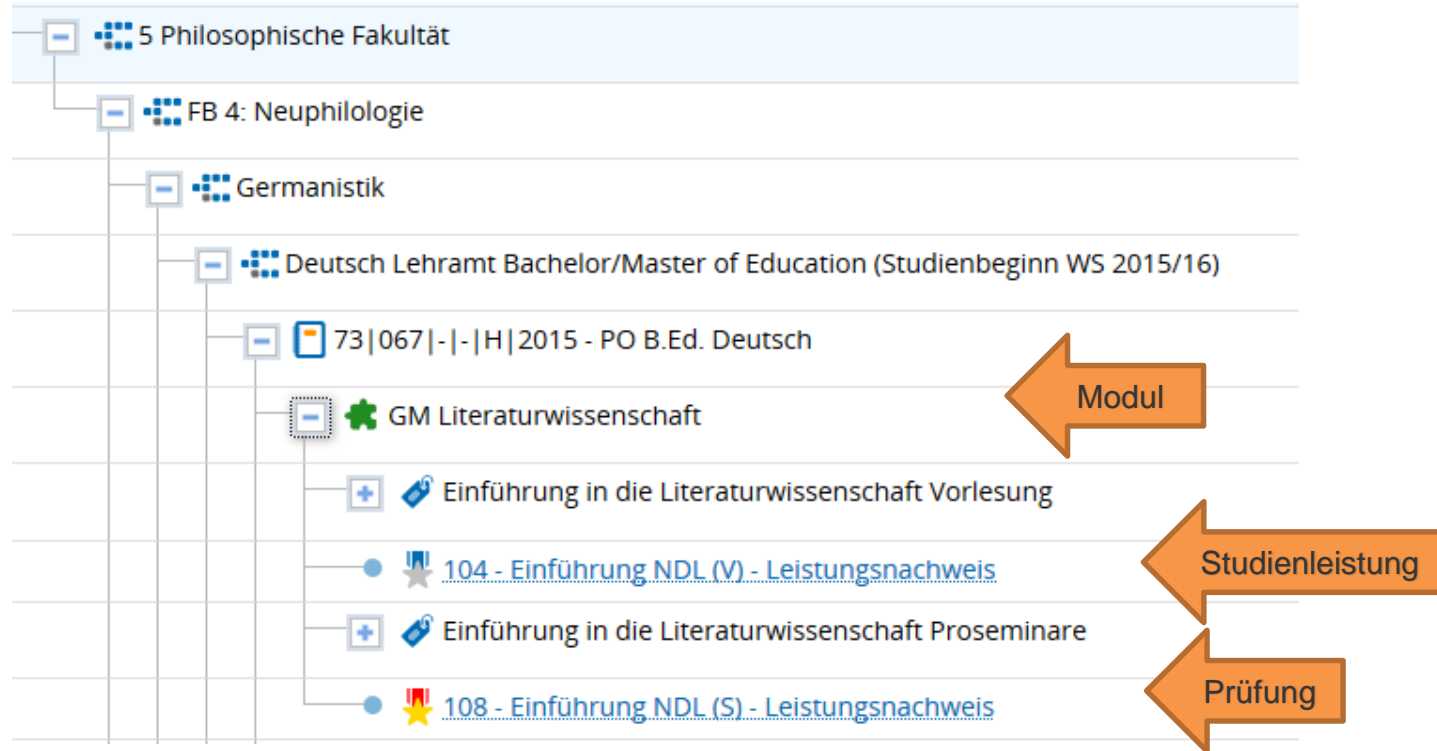 5 Philosophische Fakultät
FB 4: Neuphilologie
Germanistik
Deutsch Lehramt Bachelor/Master of Education (Studienbeginn WS 2015/16)
73|067|-|-|H|2015 - PO B.Ed. Deutsch
Modul
GM Literaturwissenschaft
Einführung in die Literaturwissenschaft Vorlesung
104 - Einführung NDL (V) - Leistungsnachweis
Studienleistung
Einführung in die Literaturwissenschaft Proseminare
108 - Einführung NDL (S) - Leistungsnachweis
Prüfung